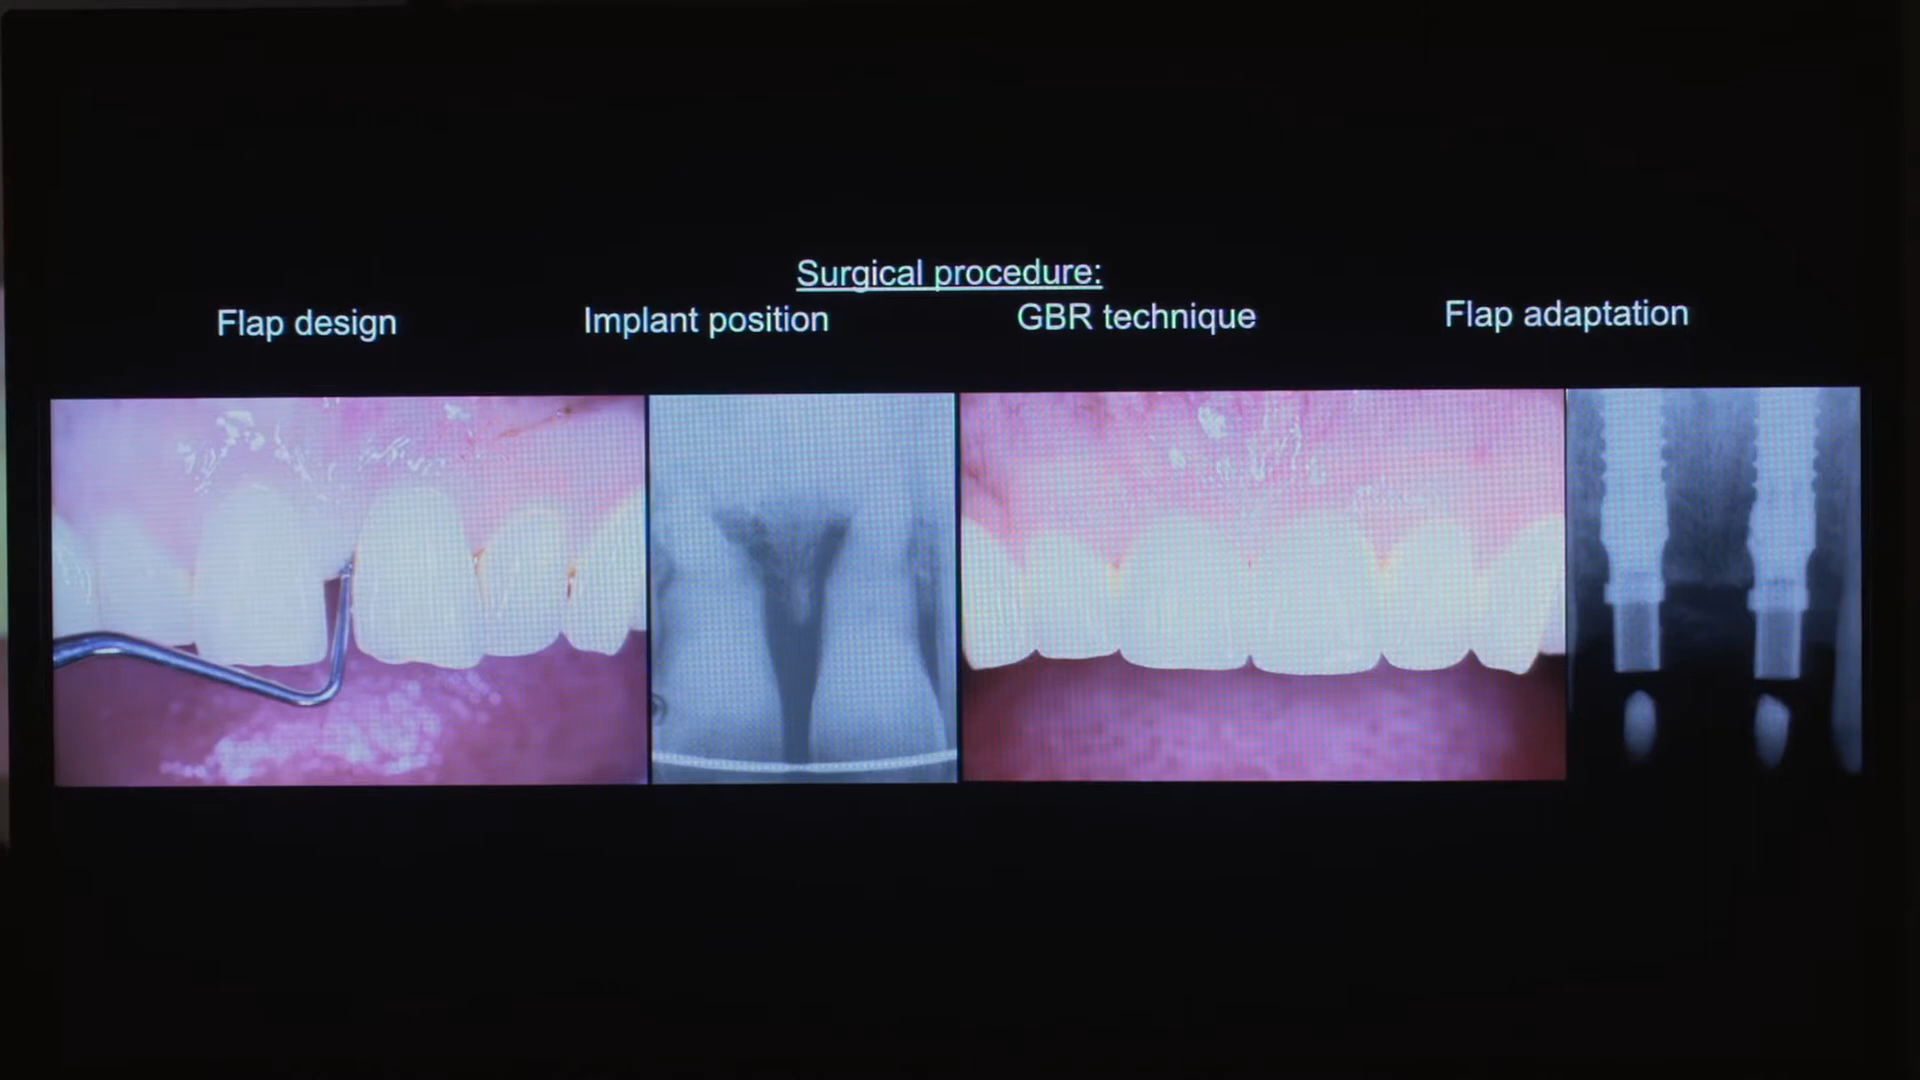 Surgical procedure:
Flap design Implant position GBR technique Flap adaptation